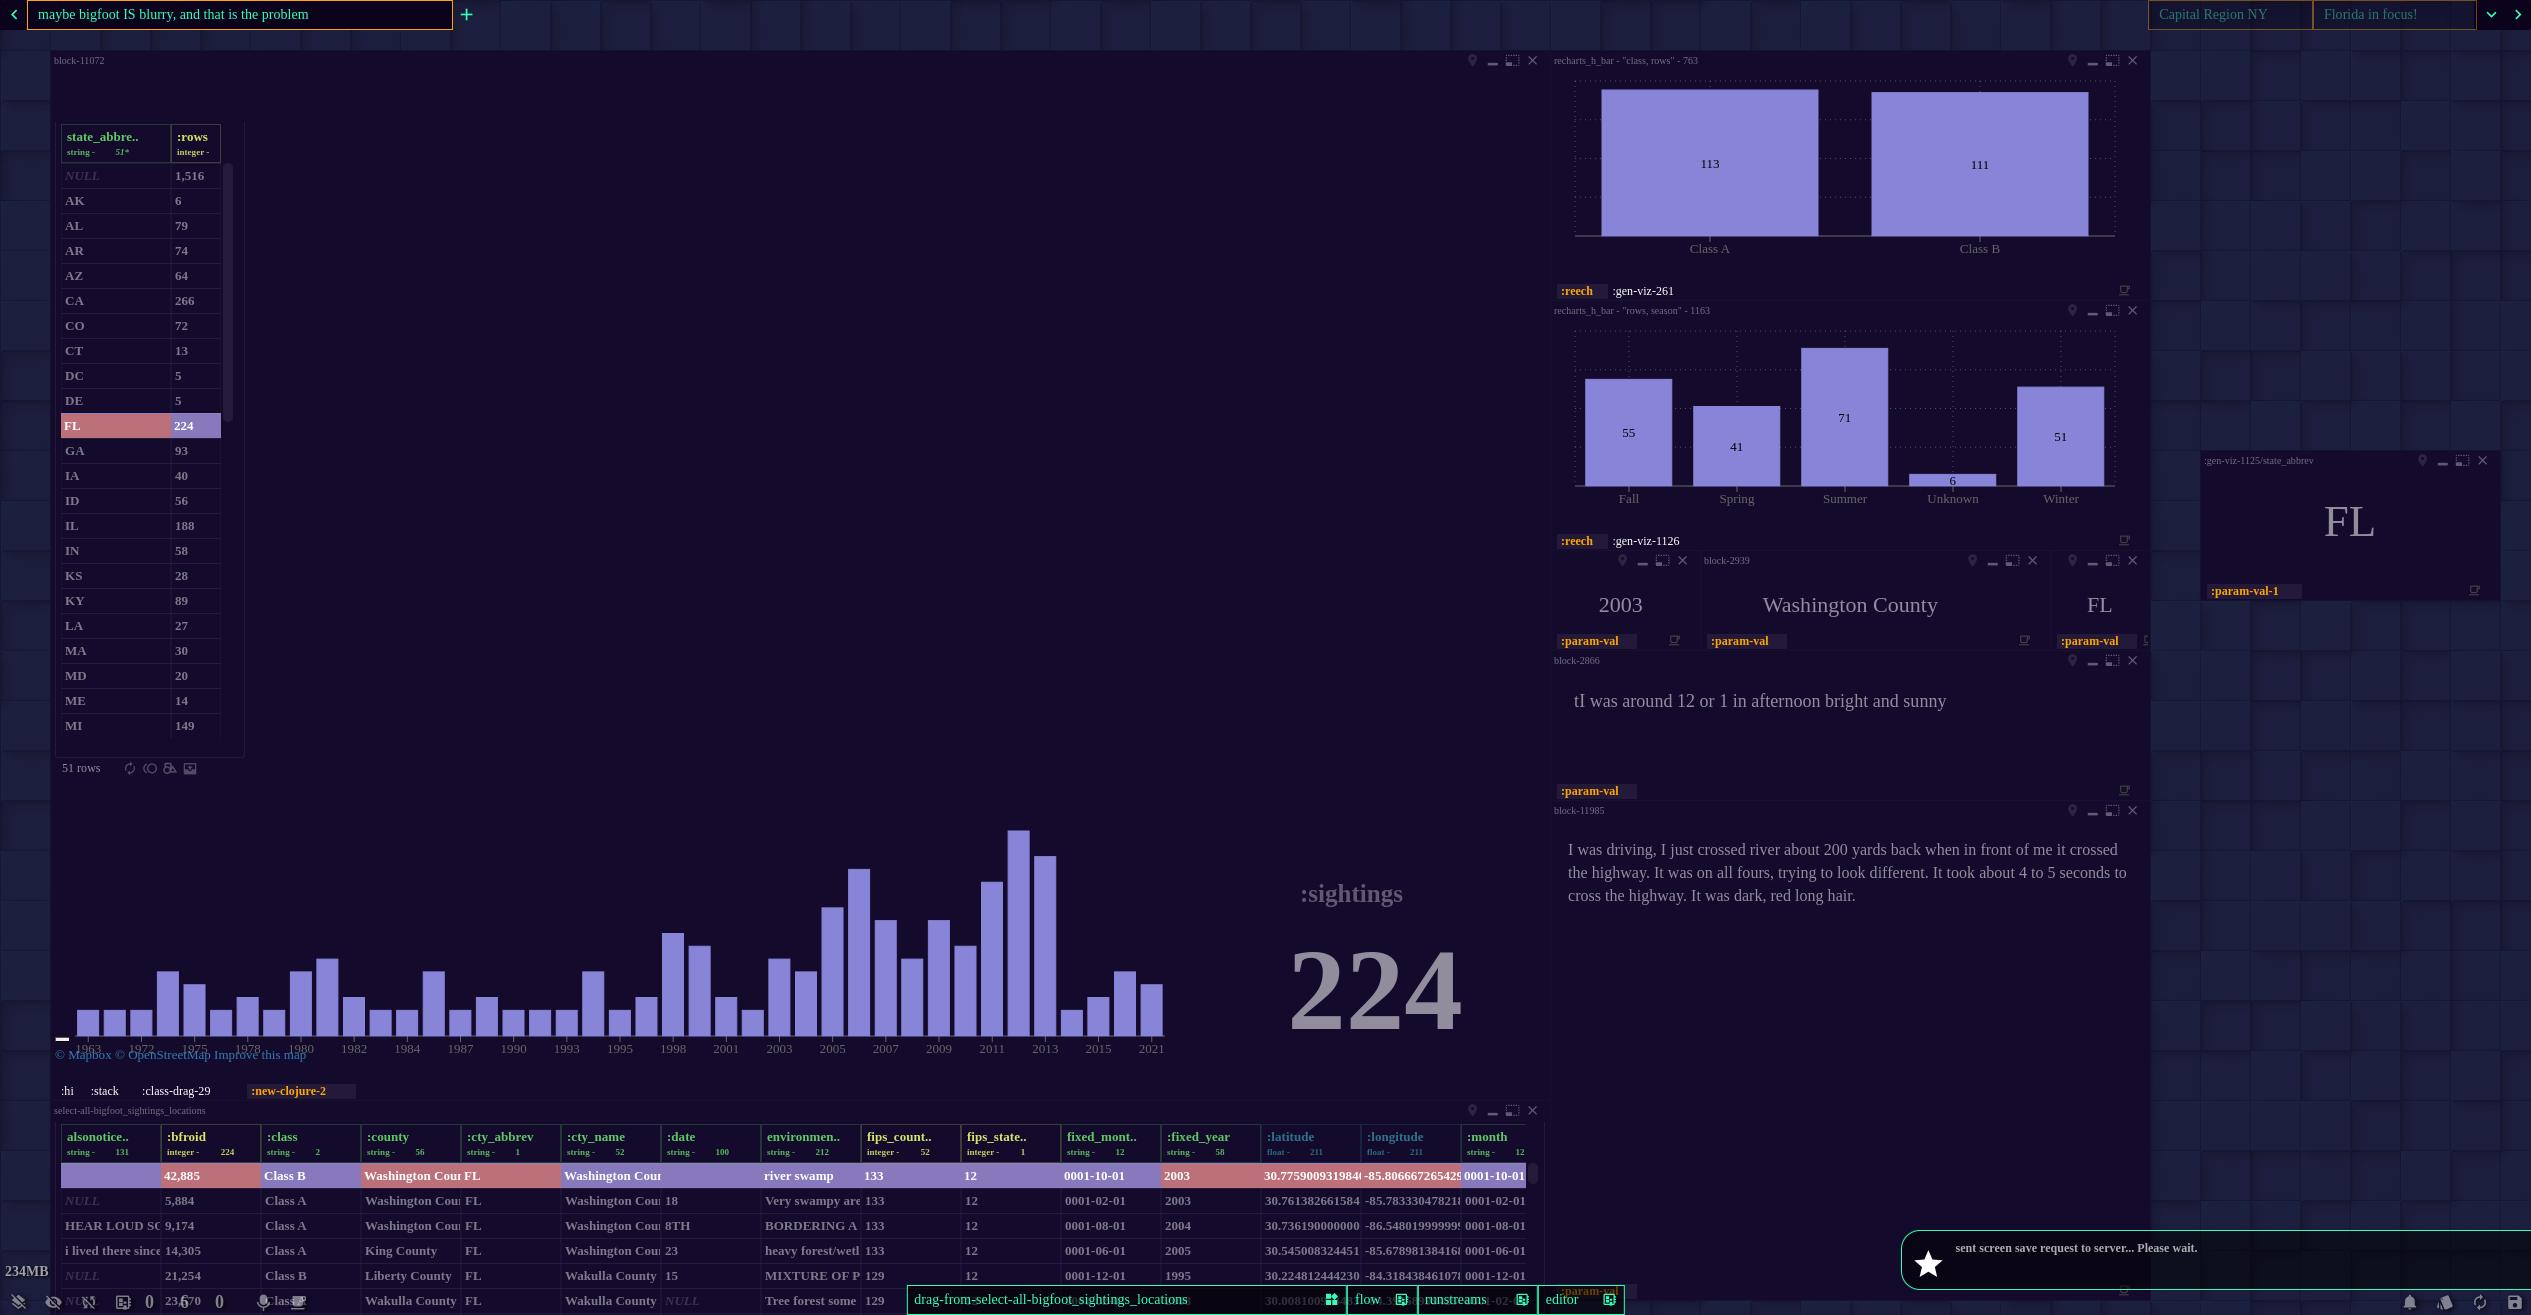 maybe bigfoot IS blurry, and that is the problem
Capital Region NY
Florida in focus!
block-11072
state_abbre.. :rows
string - 51* integer -
NULL 1,516
AK 6
AL 79
AR 74
AZ 64
CA 266
CO 72
CT 13
DC 5
DE 5
FL 224
GA 93
IA 40
ID 56
IL 188
IN 58
KS 28
KY 89
LA 27
MA 30
MD 20
ME 14
MI 149
51 rows
:sightings
224
1963 1972 1975 1978 1980 1982 1984 1987 1990 1993 1995 1998 2001 2003 2005 2007 2009 2011 2013 2015 2021
© Mapbox © OpenStreetMap Improve this map
:hi :stack :class-drag-29 :new-clojure-2
recharts_h_bar - "class, rows" - 763
113 111
Class A Class B
:reech :gen-viz-261
recharts_h_bar - "rows, season" - 1163
55 41 71 6 51
Fall Spring Summer Unknown Winter
:reech :gen-viz-1126
2003
:param-val
block-2939
Washington County
:param-val
FL
:param-val
block-2866
tI was around 12 or 1 in afternoon bright and sunny
:param-val
block-11985
I was driving, I just crossed river about 200 yards back when in front of me it crossed
the highway. It was on all fours, trying to look different. It took about 4 to 5 seconds to
cross the highway. It was dark, red long hair.
:param-val
:gen-viz-1125/state_abbrev
FL
:param-val-1
select-all-bigfoot_sightings_locations
alsonotice.. :bfroid :class :county :cty_abbrev :cty_name :date environmen.. fips_count.. fips_state.. fixed_mont.. :fixed_year :latitude :longitude :month
string - 131 integer - 224 string - 2 string - 56 string - 1 string - 52 string - 100 string - 212 integer - 52 integer - 1 string - 12 string - 58 float - 211 float - 211 string - 12
42,885 Class B Washington Coun FL Washington Coun river swamp 133 12 0001-10-01 2003 30.7759009319840 -85.806667265429 0001-10-01
NULL 5,884 Class A Washington Coun FL Washington Coun 18 Very swampy are 133 12 0001-02-01 2003 30.761382661584 -85.78333047821 0001-02-01
HEAR LOUD SC 9,174 Class A Washington Coun FL Washington Coun 8TH BORDERING A 133 12 0001-08-01 2004 30.736190000000 -86.54801999999 0001-08-01
i lived there since 14,305 Class A King County FL Washington Coun 23 heavy forest/wetl 133 12 0001-06-01 2005 30.545008324451 -85.67898138416 0001-06-01
NULL 21,254 Class B Liberty County FL Wakulla County 15 MIXTURE OF P 129 12 0001-12-01 1995 30.224812444230 -84.31843846107 0001-12-01
Wakulla County FL Wakulla County NULL Tree forest some 129
234MB
0 6 0
drag-from-select-all-bigfoot_sightings_locations
flow runstreams editor
sent screen save request to server... Please wait.